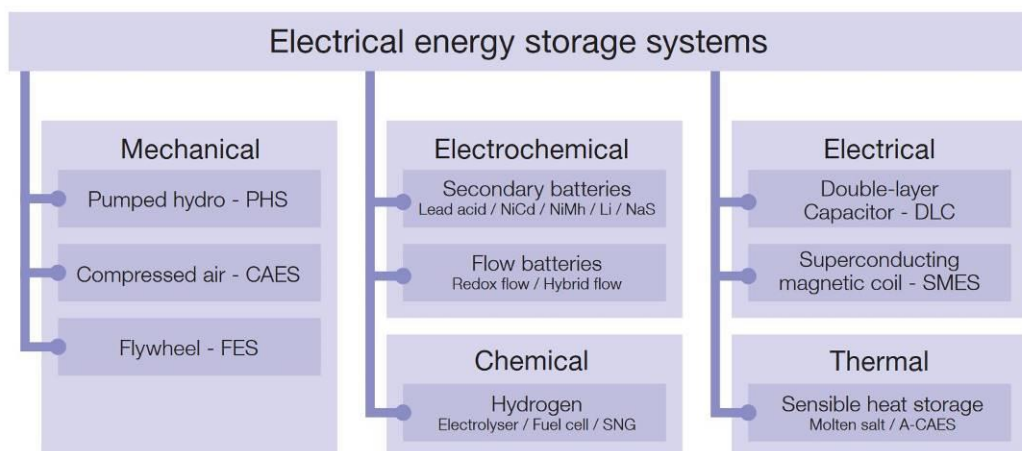 Electrical energy storage systems
Mechanical
Pumped hydro - PHS
Compressed air - CAES
Flywheel - FES
Electrochemical
Secondary batteries
Lead acid / NiCd / NiMh / Li / NaS
Flow batteries
Redox flow / Hybrid flow
Chemical
Hydrogen
Electrolyser / Fuel cell / SNG
Electrical
Double-layer
Capacitor - DLC
Superconducting
magnetic coil - SMES
Thermal
Sensible heat storage
Molten salt / A-CAES